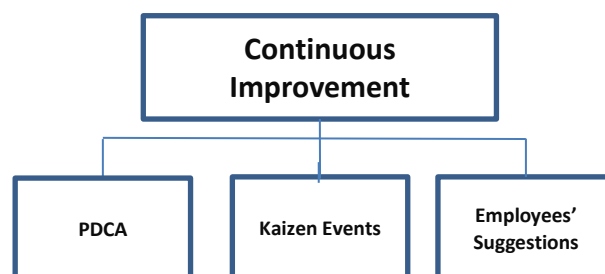 Continuous
Improvement
PDCA
Kaizen Events
Employees’
Suggestions